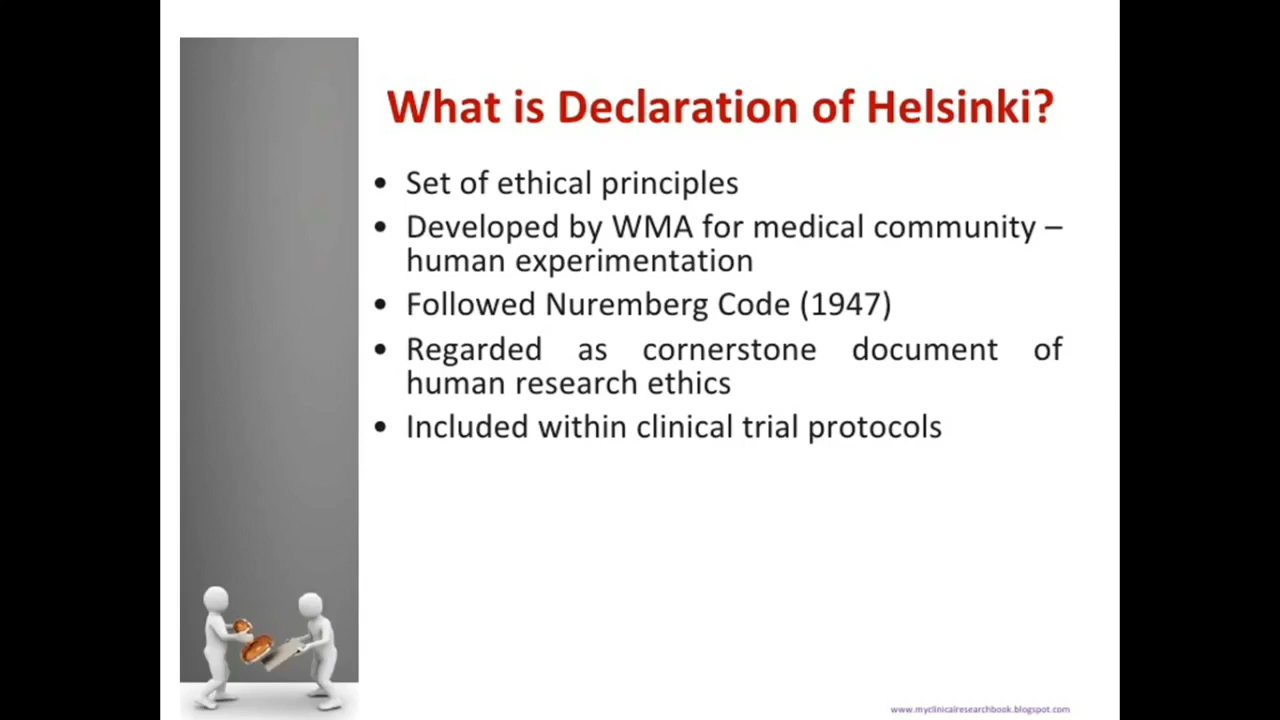 What is Declaration of Helsinki?
• Set of ethical principles
• Developed by WMA for medical community –
human experimentation
• Followed Nuremberg Code (1947)
• Regarded as cornerstone document of
human research ethics
• Included within clinical trial protocols
www.myclinicalresearchbook.blogspot.com